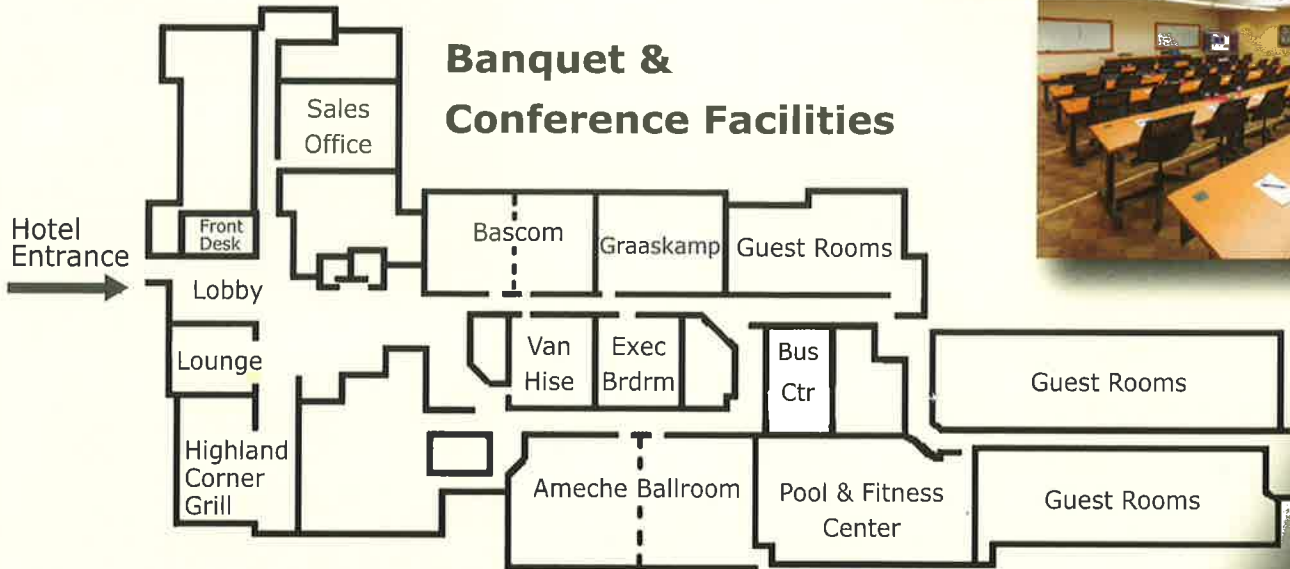 Banquet &
Conference Facilities
Sales
Office
Hotel
Entrance
Front
Desk
Lobby
Bascom
Graaskamp
Guest Rooms
Lounge
Van
Hise
Exec
Brdrm
Bus
Ctr
Guest Rooms
Highland
Corner
Grill
Ameche Ballroom
Pool & Fitness
Center
Guest Rooms